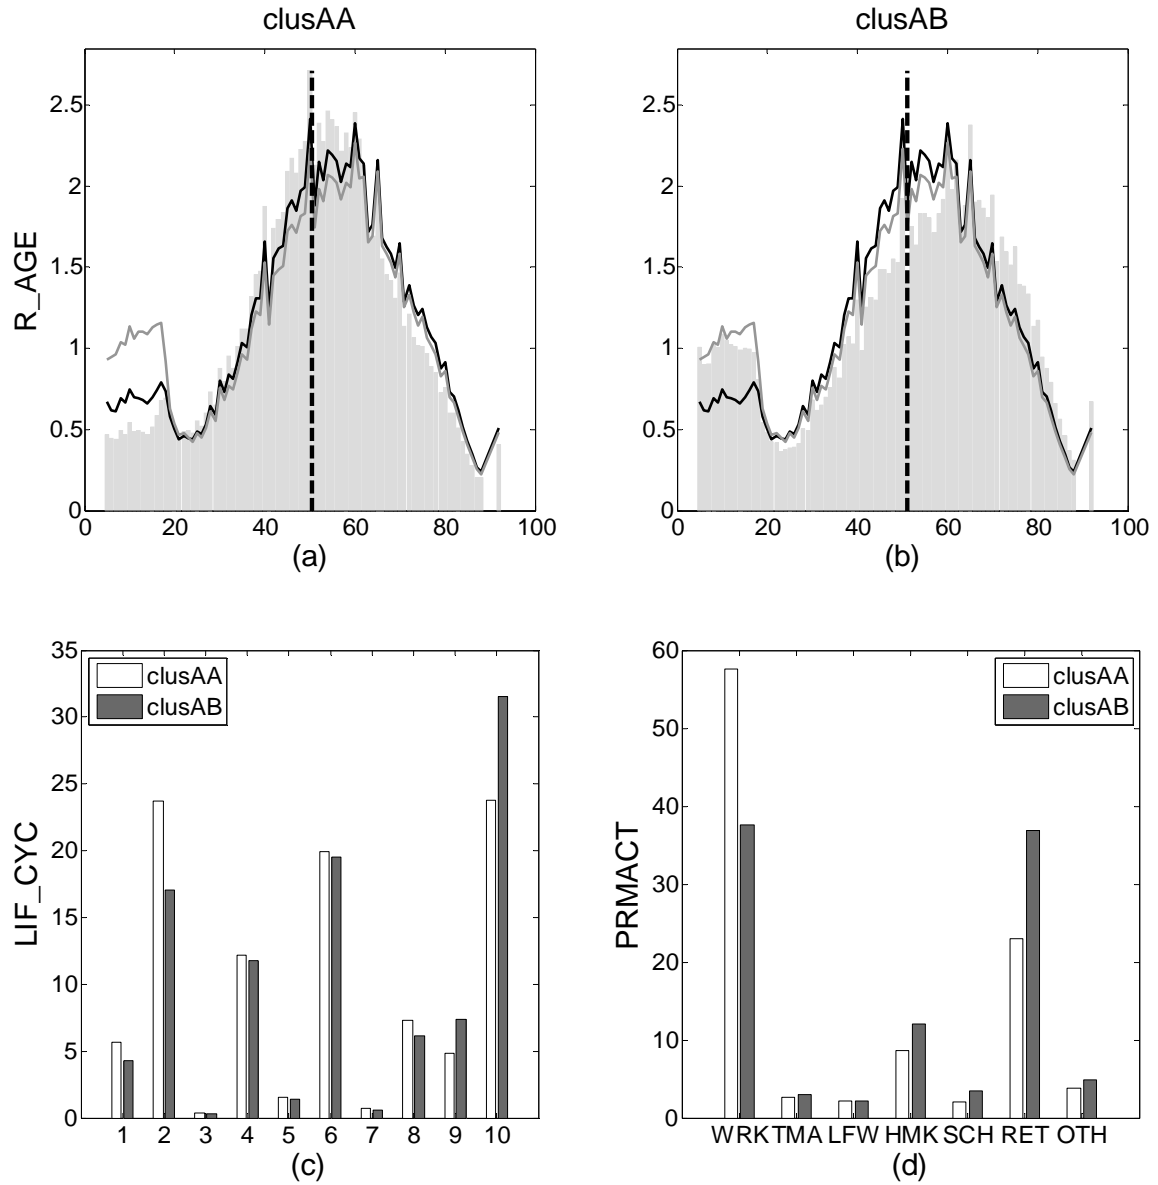 clusAA
clusAB
R_AGE
2.5
2
1.5
1
0.5
0
0 20 40 60 80 100
(a)
2.5
2
1.5
1
0.5
0
0 20 40 60 80 100
(b)
LIF_CYC
35
30
25
20
15
10
5
0
clusAA
clusAB
1 2 3 4 5 6 7 8 9 10
(c)
PRMACT
60
50
40
30
20
10
0
clusAA
clusAB
WRK TMA LFW HMK SCH RET OTH
(d)